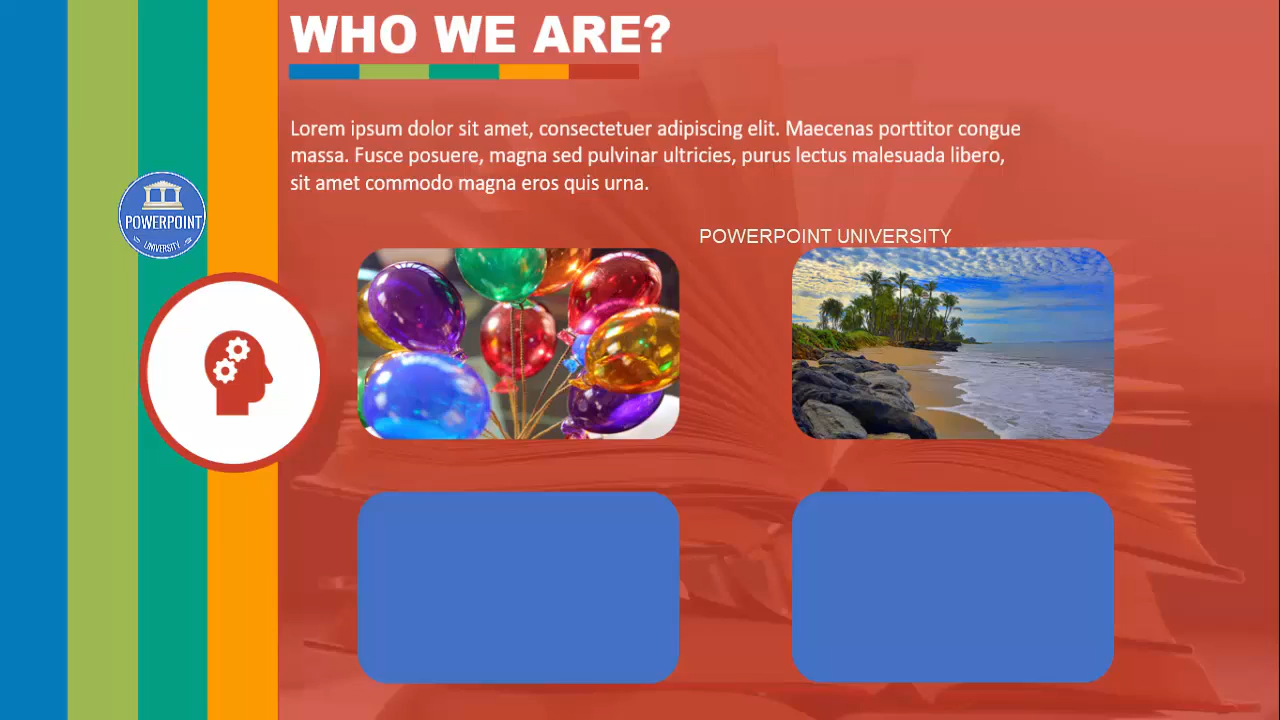 WHO WE ARE?
Lorem ipsum dolor sit amet, consectetuer adipiscing elit. Maecenas porttitor congue
massa. Fusce posuere, magna sed pulvinar ultricies, purus lectus malesuada libero,
sit amet commodo magna eros quis urna.
POWERPOINT
UNIVERSITY
POWERPOINT UNIVERSITY